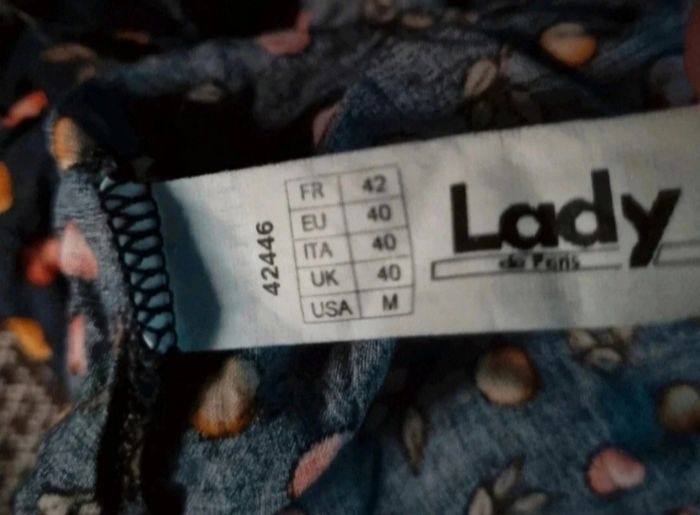 42446
FR 42
EU 40
ITA 40
UK 40
USA M
Lady
de Paris